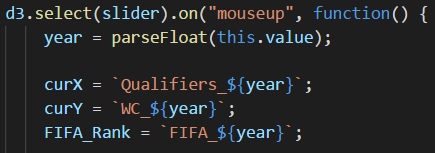 d3.select(slider).on("mouseup", function() {
year = parseFloat(this.value);
curX = `Qualifiers_${year}`;
curY = `WC_${year}`;
FIFA_Rank = `FIFA_${year}`;